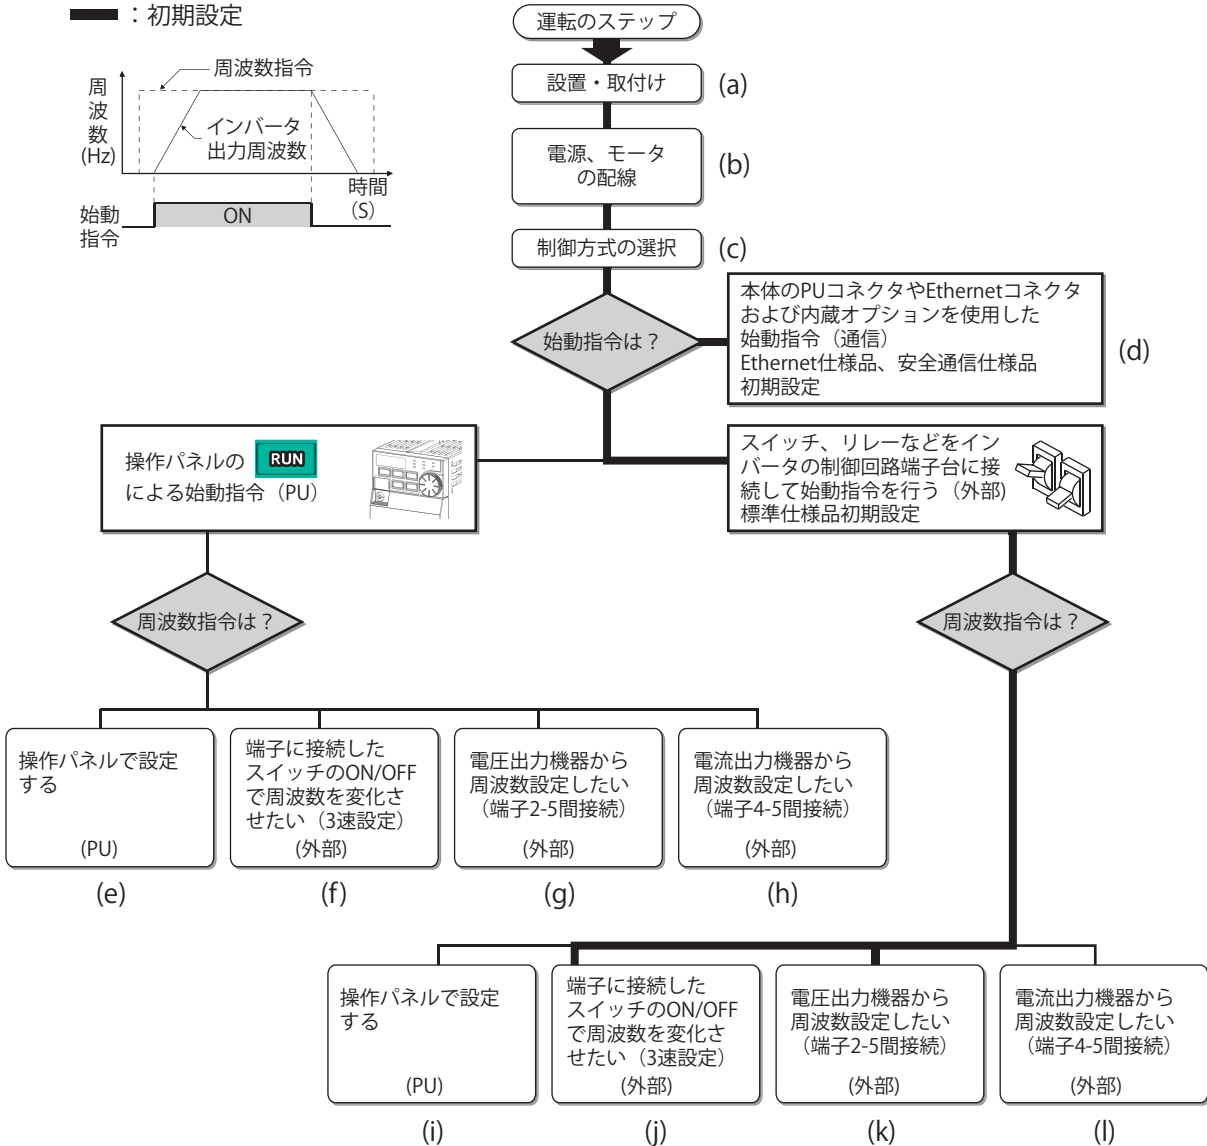 ：初期設定
周波数指令
周
波
数
(Hz)
インバータ
出力周波数
時間
（S）
始動
指令
ON
運転のステップ
設置・取付け
(a)
電源、モータ
の配線
(b)
制御方式の選択
(c)
始動指令は？
本体のPUコネクタやEthernetコネクタ
および内蔵オプションを使用した
始動指令（通信）
Ethernet仕様品、安全通信仕様品
初期設定
(d)
操作パネルの RUN
による始動指令（PU）
スイッチ、リレーなどをイン
バータの制御回路端子台に接
続して始動指令を行う（外部)
標準仕様品初期設定
周波数指令は？
周波数指令は？
操作パネルで設定
する
(PU)
(e)
端子に接続した
スイッチのON/OFF
で周波数を変化さ
せたい（3速設定）
(外部)
(f)
電圧出力機器から
周波数設定したい
（端子2-5間接続）
(外部)
(g)
電流出力機器から
周波数設定したい
（端子4-5間接続）
(外部)
(h)
操作パネルで設定
する
(PU)
(i)
端子に接続した
スイッチのON/OFF
で周波数を変化さ
せたい（3速設定）
(外部)
(j)
電圧出力機器から
周波数設定したい
（端子2-5間接続）
(外部)
(k)
電流出力機器から
周波数設定したい
（端子4-5間接続）
(外部)
(l)